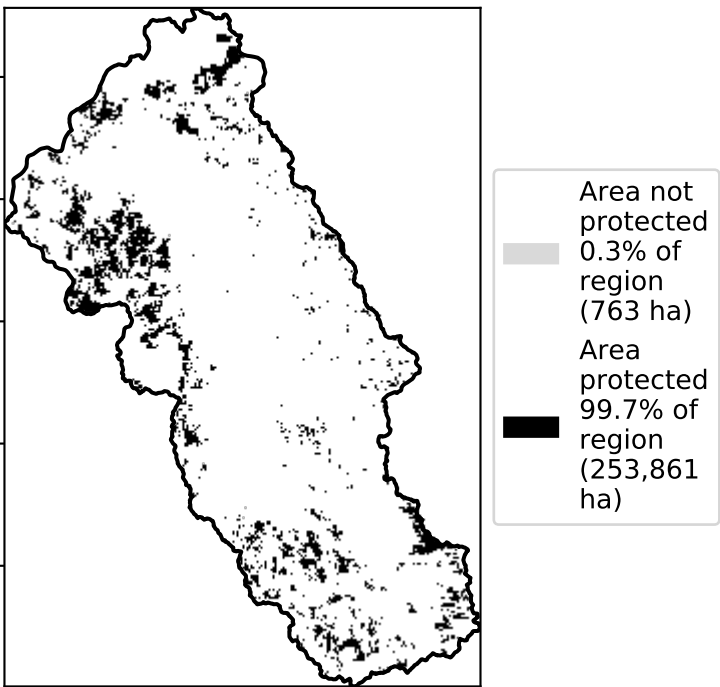 Area not
protected
0.3% of
region
(763 ha)
Area
protected
99.7% of
region
(253,861
ha)